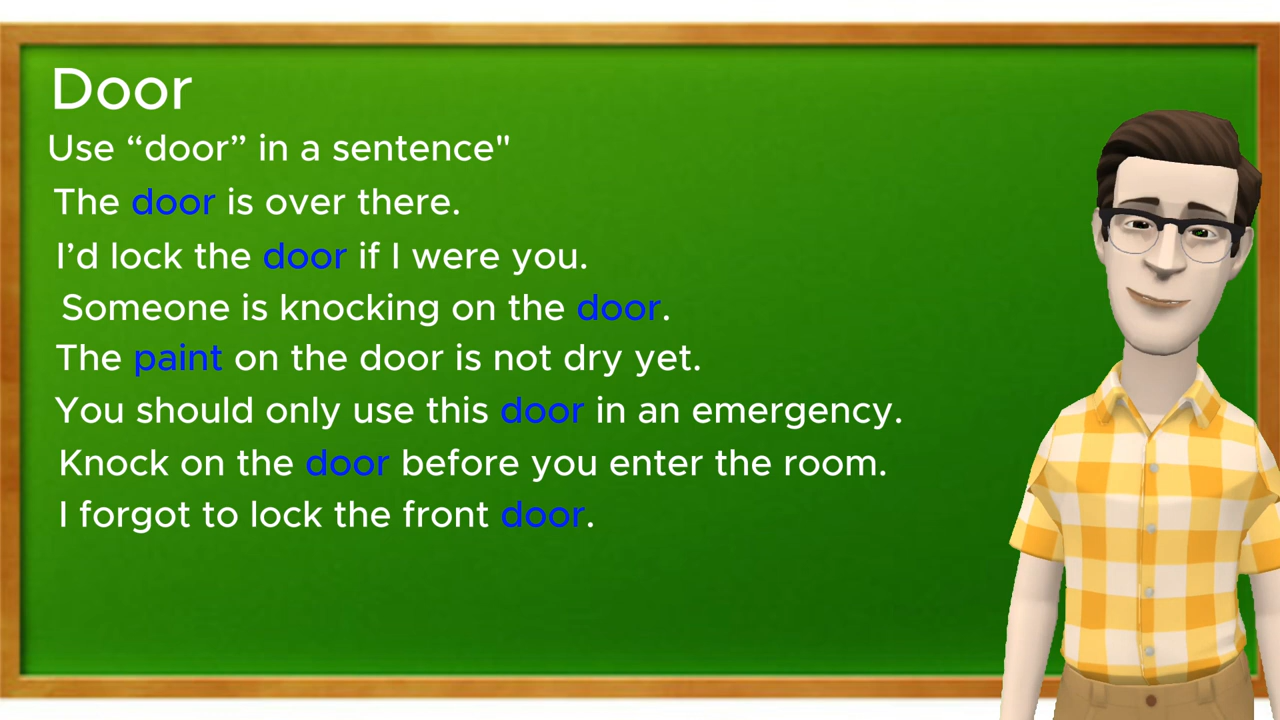 Door
Use “door” in a sentence"
The door is over there.
I’d lock the door if I were you.
Someone is knocking on the door.
The paint on the door is not dry yet.
You should only use this door in an emergency.
Knock on the door before you enter the room.
I forgot to lock the front door.